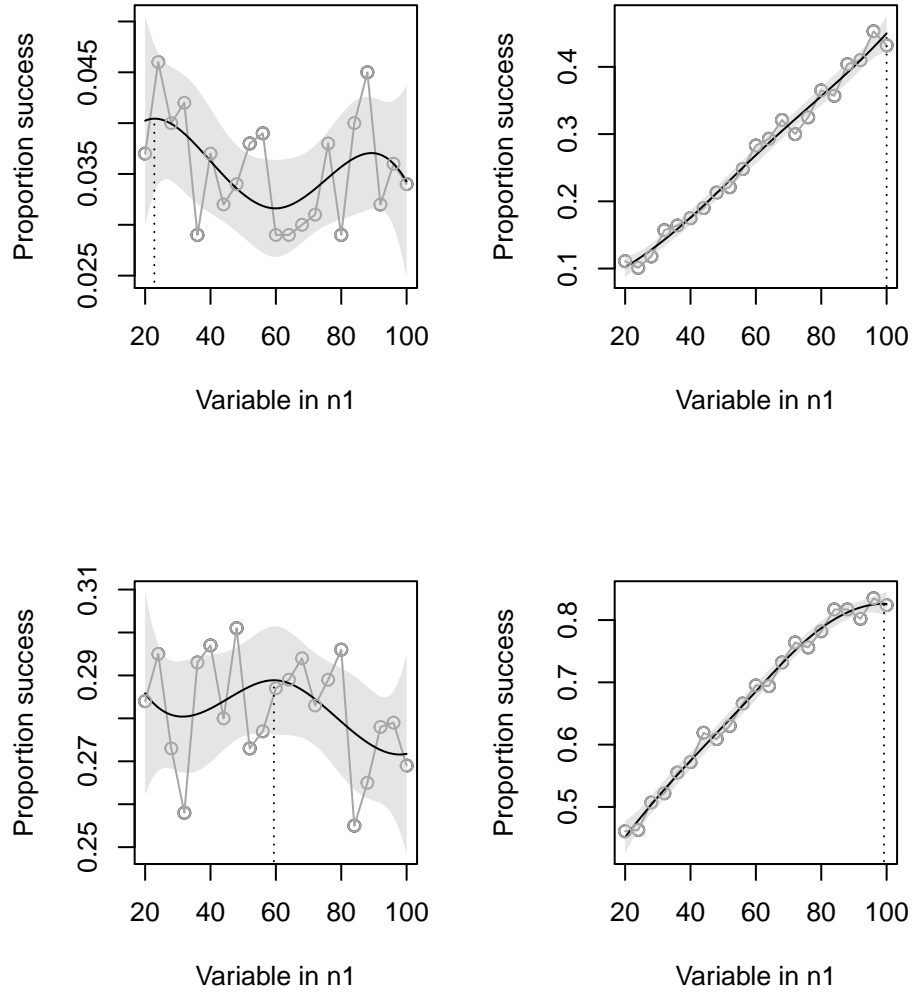 Proportion success
0.025 0.035 0.045
20 40 60 80 100
Variable in n1
Proportion success
0.1 0.2 0.3 0.4
20 40 60 80 100
Variable in n1
Proportion success
0.25 0.27 0.29 0.31
20 40 60 80 100
Variable in n1
Proportion success
0.5 0.6 0.7 0.8
20 40 60 80 100
Variable in n1